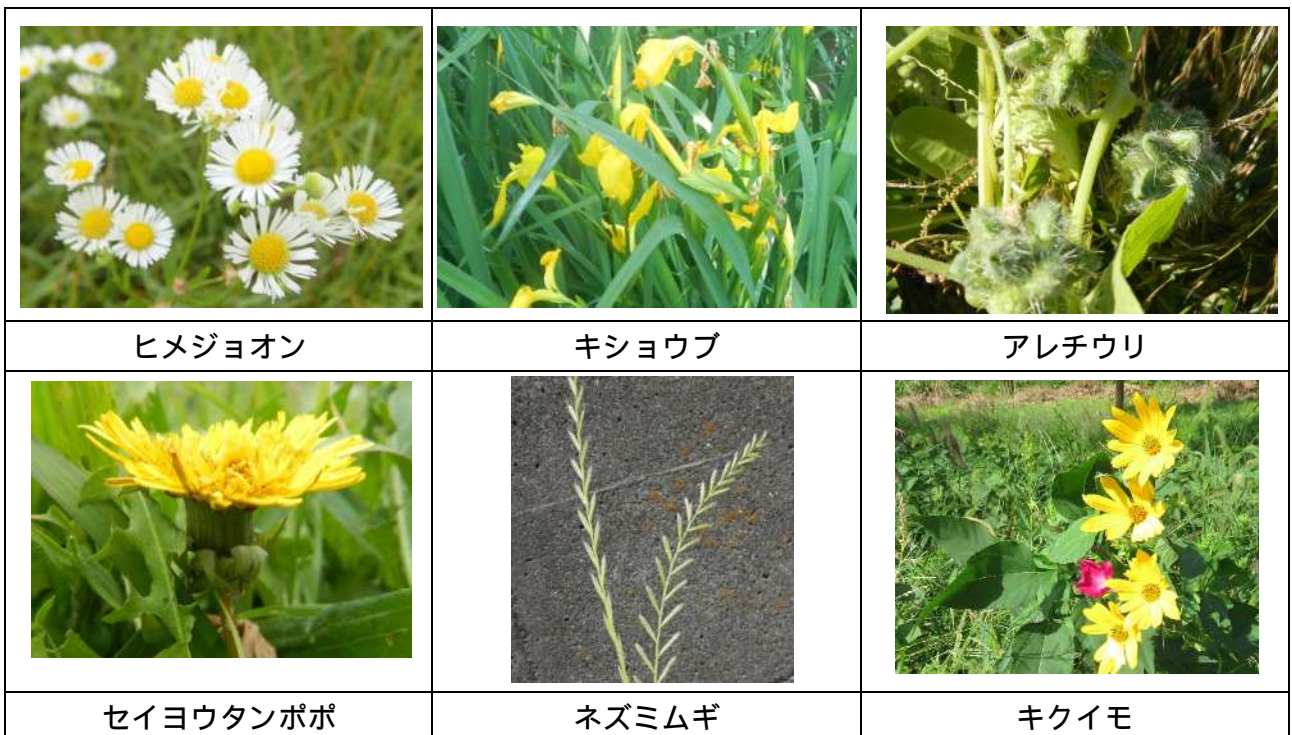 ヒメジョオン
キショウブ
アレチウリ
セイヨウタンポポ
ネズミムギ
キクイモ